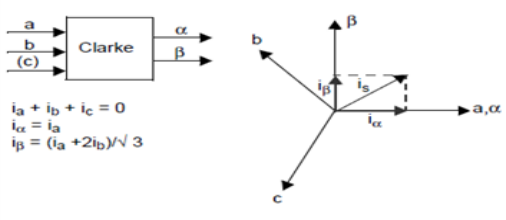 a
b
(c)
Clarke
α
β
iₐ + i_b + i_c = 0
i_α = iₐ
i_β = (iₐ +2i_b)/√ 3
β
b
i_β
i_s
i_α
a,α
c